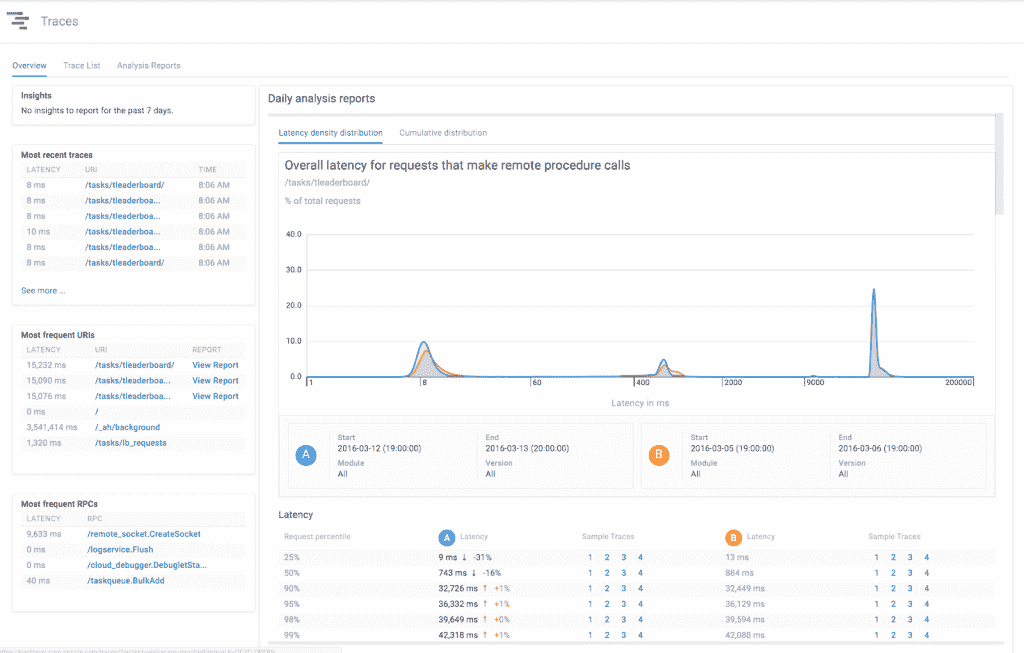 Traces
Overview Trace List Analysis Reports
Insights
No insights to report for the past 7 days.
Most recent traces
LATENCY URI TIME
8 ms /tasks/tleaderboard/ 8:06 AM
8 ms /tasks/tleaderboa... 8:06 AM
8 ms /tasks/tleaderboa... 8:06 AM
10 ms /tasks/tleaderboa... 8:06 AM
8 ms /tasks/tleaderboa... 8:06 AM
8 ms /tasks/tleaderboard/ 8:06 AM
See more ...
Most frequent URIs
LATENCY URI REPORT
15,232 ms /tasks/tleaderboard/ View Report
15,090 ms /tasks/tleaderboa... View Report
15,076 ms /tasks/tleaderboa... View Report
0 ms /
3,541,414 ms /_ah/background
1,320 ms /tasks/lb_requests
Most frequent RPCs
LATENCY RPC
9,633 ms /remote_socket.CreateSocket
0 ms /logservice.Flush
0 ms /cloud_debugger.DebugletSta...
40 ms /taskqueue.BulkAdd
Daily analysis reports
Latency density distribution Cumulative distribution
Overall latency for requests that make remote procedure calls
/tasks/tleaderboard/
% of total requests
40.0
30.0
20.0
10.0
0.0
1 8 60 400 2000 9000 200000
Latency in ms
A Start End B Start End
2016-03-12 (19:00:00) 2016-03-13 (20:00:00) 2016-03-05 (19:00:00) 2016-03-06 (19:00:00)
Module Version Module Version
All All All All
Latency
Request percentile A Latency Sample Traces B Latency Sample Traces
25% 9 ms ↓ -31% 1 2 3 4 13 ms 1 2 3 4
50% 743 ms ↓ -16% 1 2 3 4 884 ms 1 2 3 4
90% 32,726 ms ↑ +1% 1 2 3 4 32,449 ms 1 2 3 4
95% 36,332 ms ↑ +1% 1 2 3 4 36,129 ms 1 2 3 4
98% 39,649 ms ↑ +0% 1 2 3 4 39,594 ms 1 2 3 4
99% 42,318 ms ↑ +1% 1 2 3 4 42,088 ms 1 2 3 4